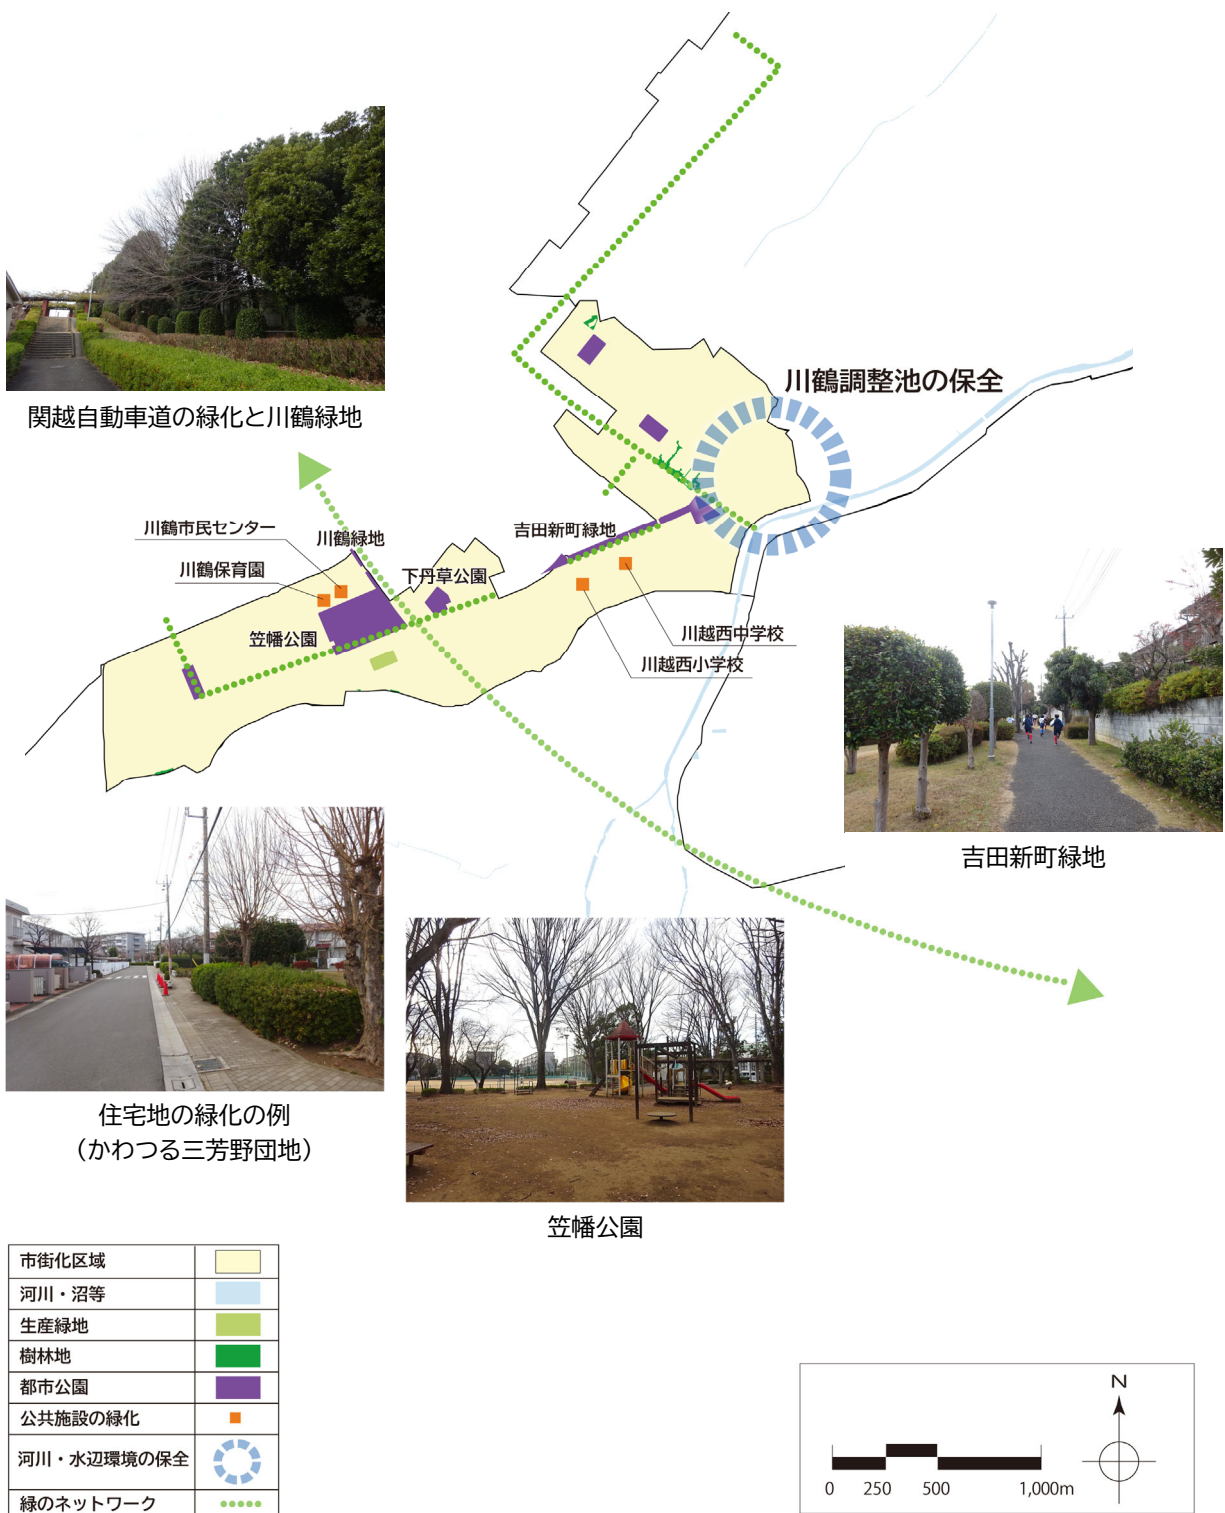 関越自動車道の緑化と川鶴緑地
川鶴調整池の保全
川鶴市民センター
川鶴緑地
吉田新町緑地
川鶴保育園
下丹草公園
笠幡公園
川越西中学校
川越西小学校
吉田新町緑地
住宅地の緑化の例
（かわつる三芳野団地）
笠幡公園
市街化区域
河川・沼等
生産緑地
樹林地
都市公園
公共施設の緑化
河川・水辺環境の保全
緑のネットワーク
N
0 250 500 1,000m